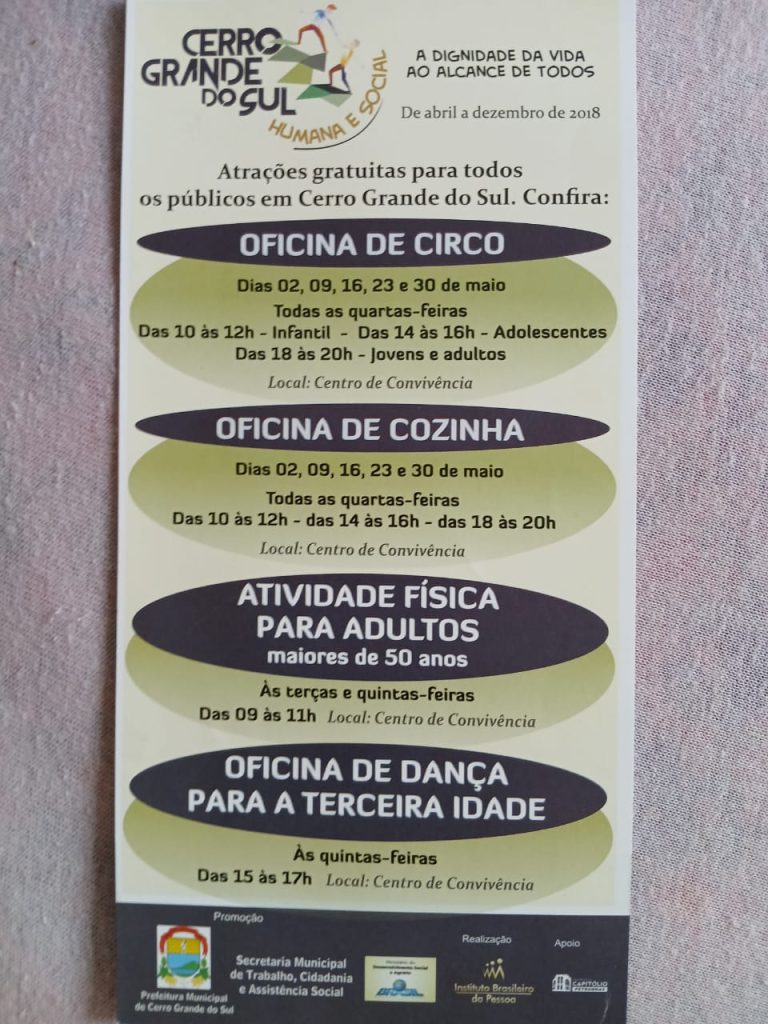 CERRO
GRANDE
DO SUL
HUMANA E SOCIAL
A DIGNIDADE DA VIDA
AO ALCANCE DE TODOS
De abril a dezembro de 2018
Atrações gratuitas para todos
os públicos em Cerro Grande do Sul. Confira:
OFICINA DE CIRCO
Dias 02, 09, 16, 23 e 30 de maio
Todas as quartas-feiras
Das 10 às 12h - Infantil - Das 14 às 16h - Adolescentes
Das 18 às 20h - Jovens e adultos
Local: Centro de Convivência
OFICINA DE COZINHA
Dias 02, 09, 16, 23 e 30 de maio
Todas as quartas-feiras
Das 10 às 12h - das 14 às 16h - das 18 às 20h
Local: Centro de Convivência
ATIVIDADE FÍSICA
PARA ADULTOS
maiores de 50 anos
Às terças e quintas-feiras
Das 09 às 11h Local: Centro de Convivência
OFICINA DE DANÇA
PARA A TERCEIRA IDADE
Às quintas-feiras
Das 15 às 17h Local: Centro de Convivência
Promoção
Prefeitura Municipal
de Cerro Grande do Sul
Secretaria Municipal
de Trabalho, Cidadania
e Assistência Social
Desenvolvimento Social
Realização
Instituto Brasileiro
da Pessoa
Apoio
CAPITÓLIO